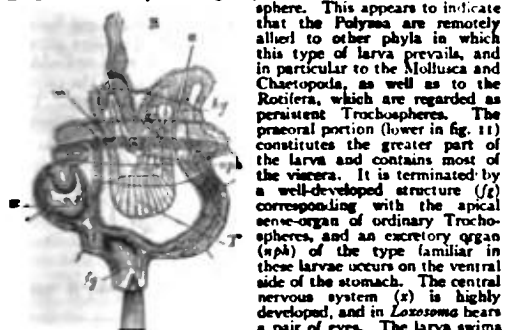 sphere. This appears to indicate
that the Polyzoa are remotely
allied to other phyla in which
this type of larva prevails, and
in particular to the Mollusca and
Chaetopoda, as well as to the
Rotifera, which are regarded as
persistent Trochospheres. The
praeoral portion (lower in fig. 11)
constitutes the greater part of
the larva and contains most of
the viscera. It is terminated by
a well-developed structure (fg)
corresponding with the apical
sense-organ of ordinary Trocho-
spheres, and an excretory organ
(nph) of the type familiar in
these larvae occurs on the ventral
side of the stomach. The central
nervous system (x) is highly
developed, and in Loxosoma bears
a pair of eyes. The larva swims